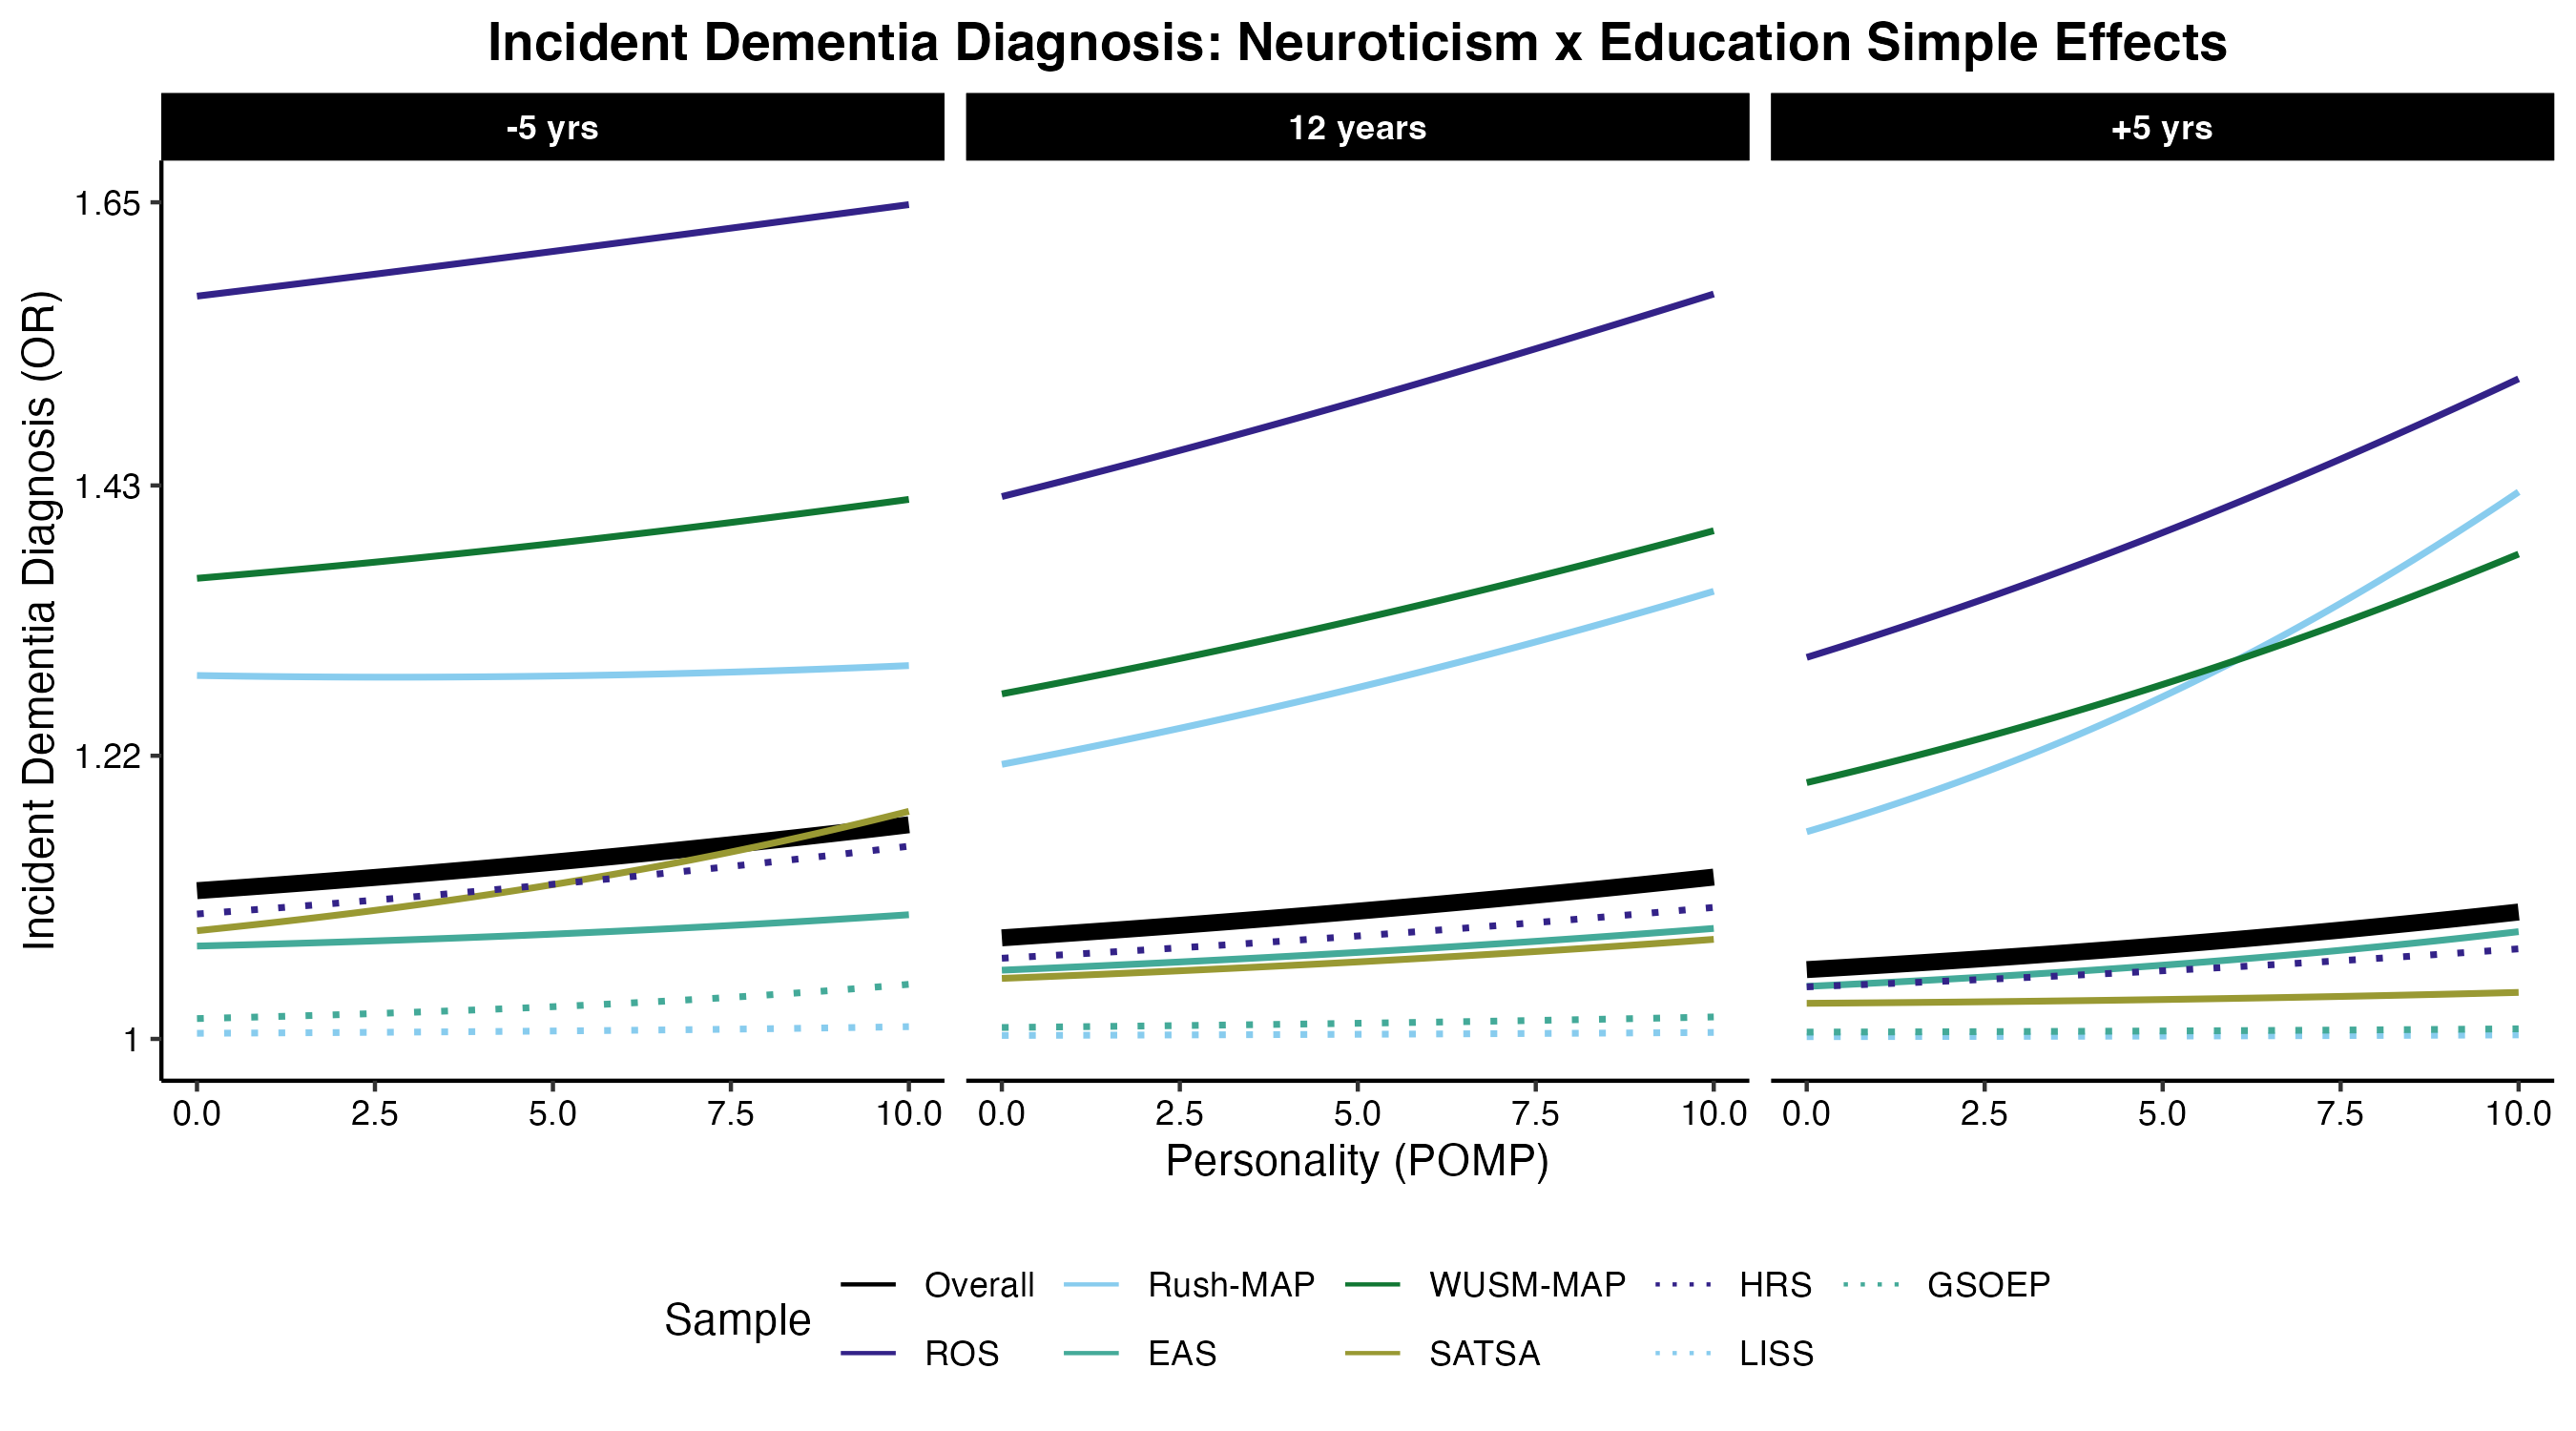 Incident Dementia Diagnosis: Neuroticism x Education Simple Effects
-5 yrs
12 years
+5 yrs
Incident Dementia Diagnosis (OR)
1.65
1.43
1.22
1
0.0 2.5 5.0 7.5 10.0
0.0 2.5 5.0 7.5 10.0
0.0 2.5 5.0 7.5 10.0
Personality (POMP)
Sample
Overall Rush-MAP WUSM-MAP HRS GSOEP
ROS EAS SATSA LISS